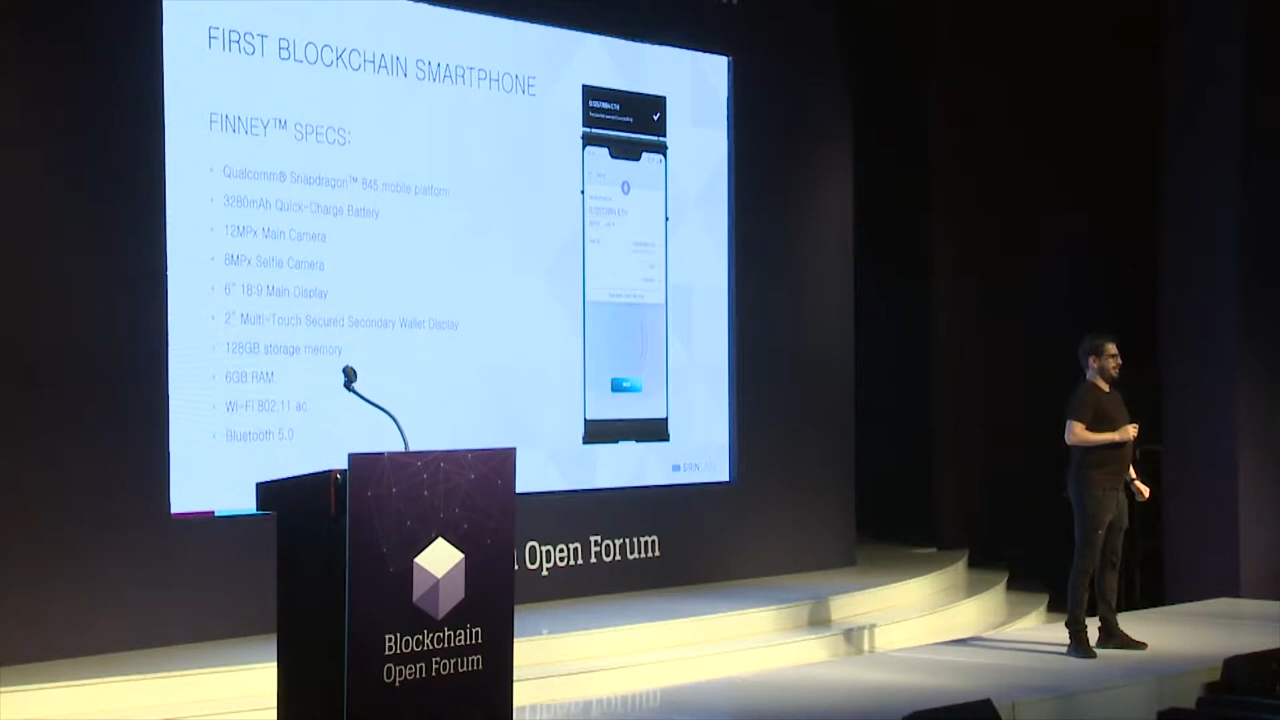 FIRST BLOCKCHAIN SMARTPHONE
FINNEY™ SPECS:
Qualcomm® Snapdragon™ 845 mobile platform
3280mAh Quick-Charge Battery
12MPx Main Camera
8MPx Selfie Camera
6" 18:9 Main Display
2" Multi-Touch Secured Secondary Wallet Display
128GB storage memory
6GB RAM
Wi-Fi 802.11 ac
Bluetooth 5.0
Open Forum
Blockchain
Open Forum